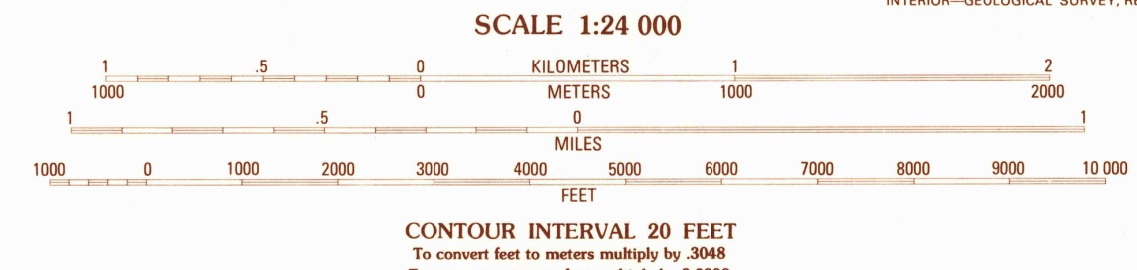 INTERIOR—GEOLOGICAL SURVEY,
SCALE 1:24 000
1 .5 0 KILOMETERS 1 2
1000 0 METERS 1000 2000
1 .5 0 1
MILES
1000 0 1000 2000 3000 4000 5000 6000 7000 8000 9000 10 000
FEET
CONTOUR INTERVAL 20 FEET
To convert feet to meters multiply by .3048